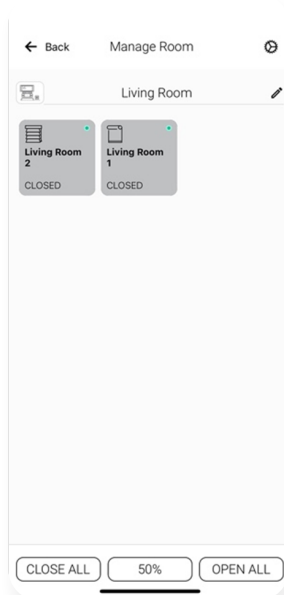 Back
Manage Room
Living Room
Living Room
2
CLOSED
Living Room
1
CLOSED
CLOSE ALL
50%
OPEN ALL